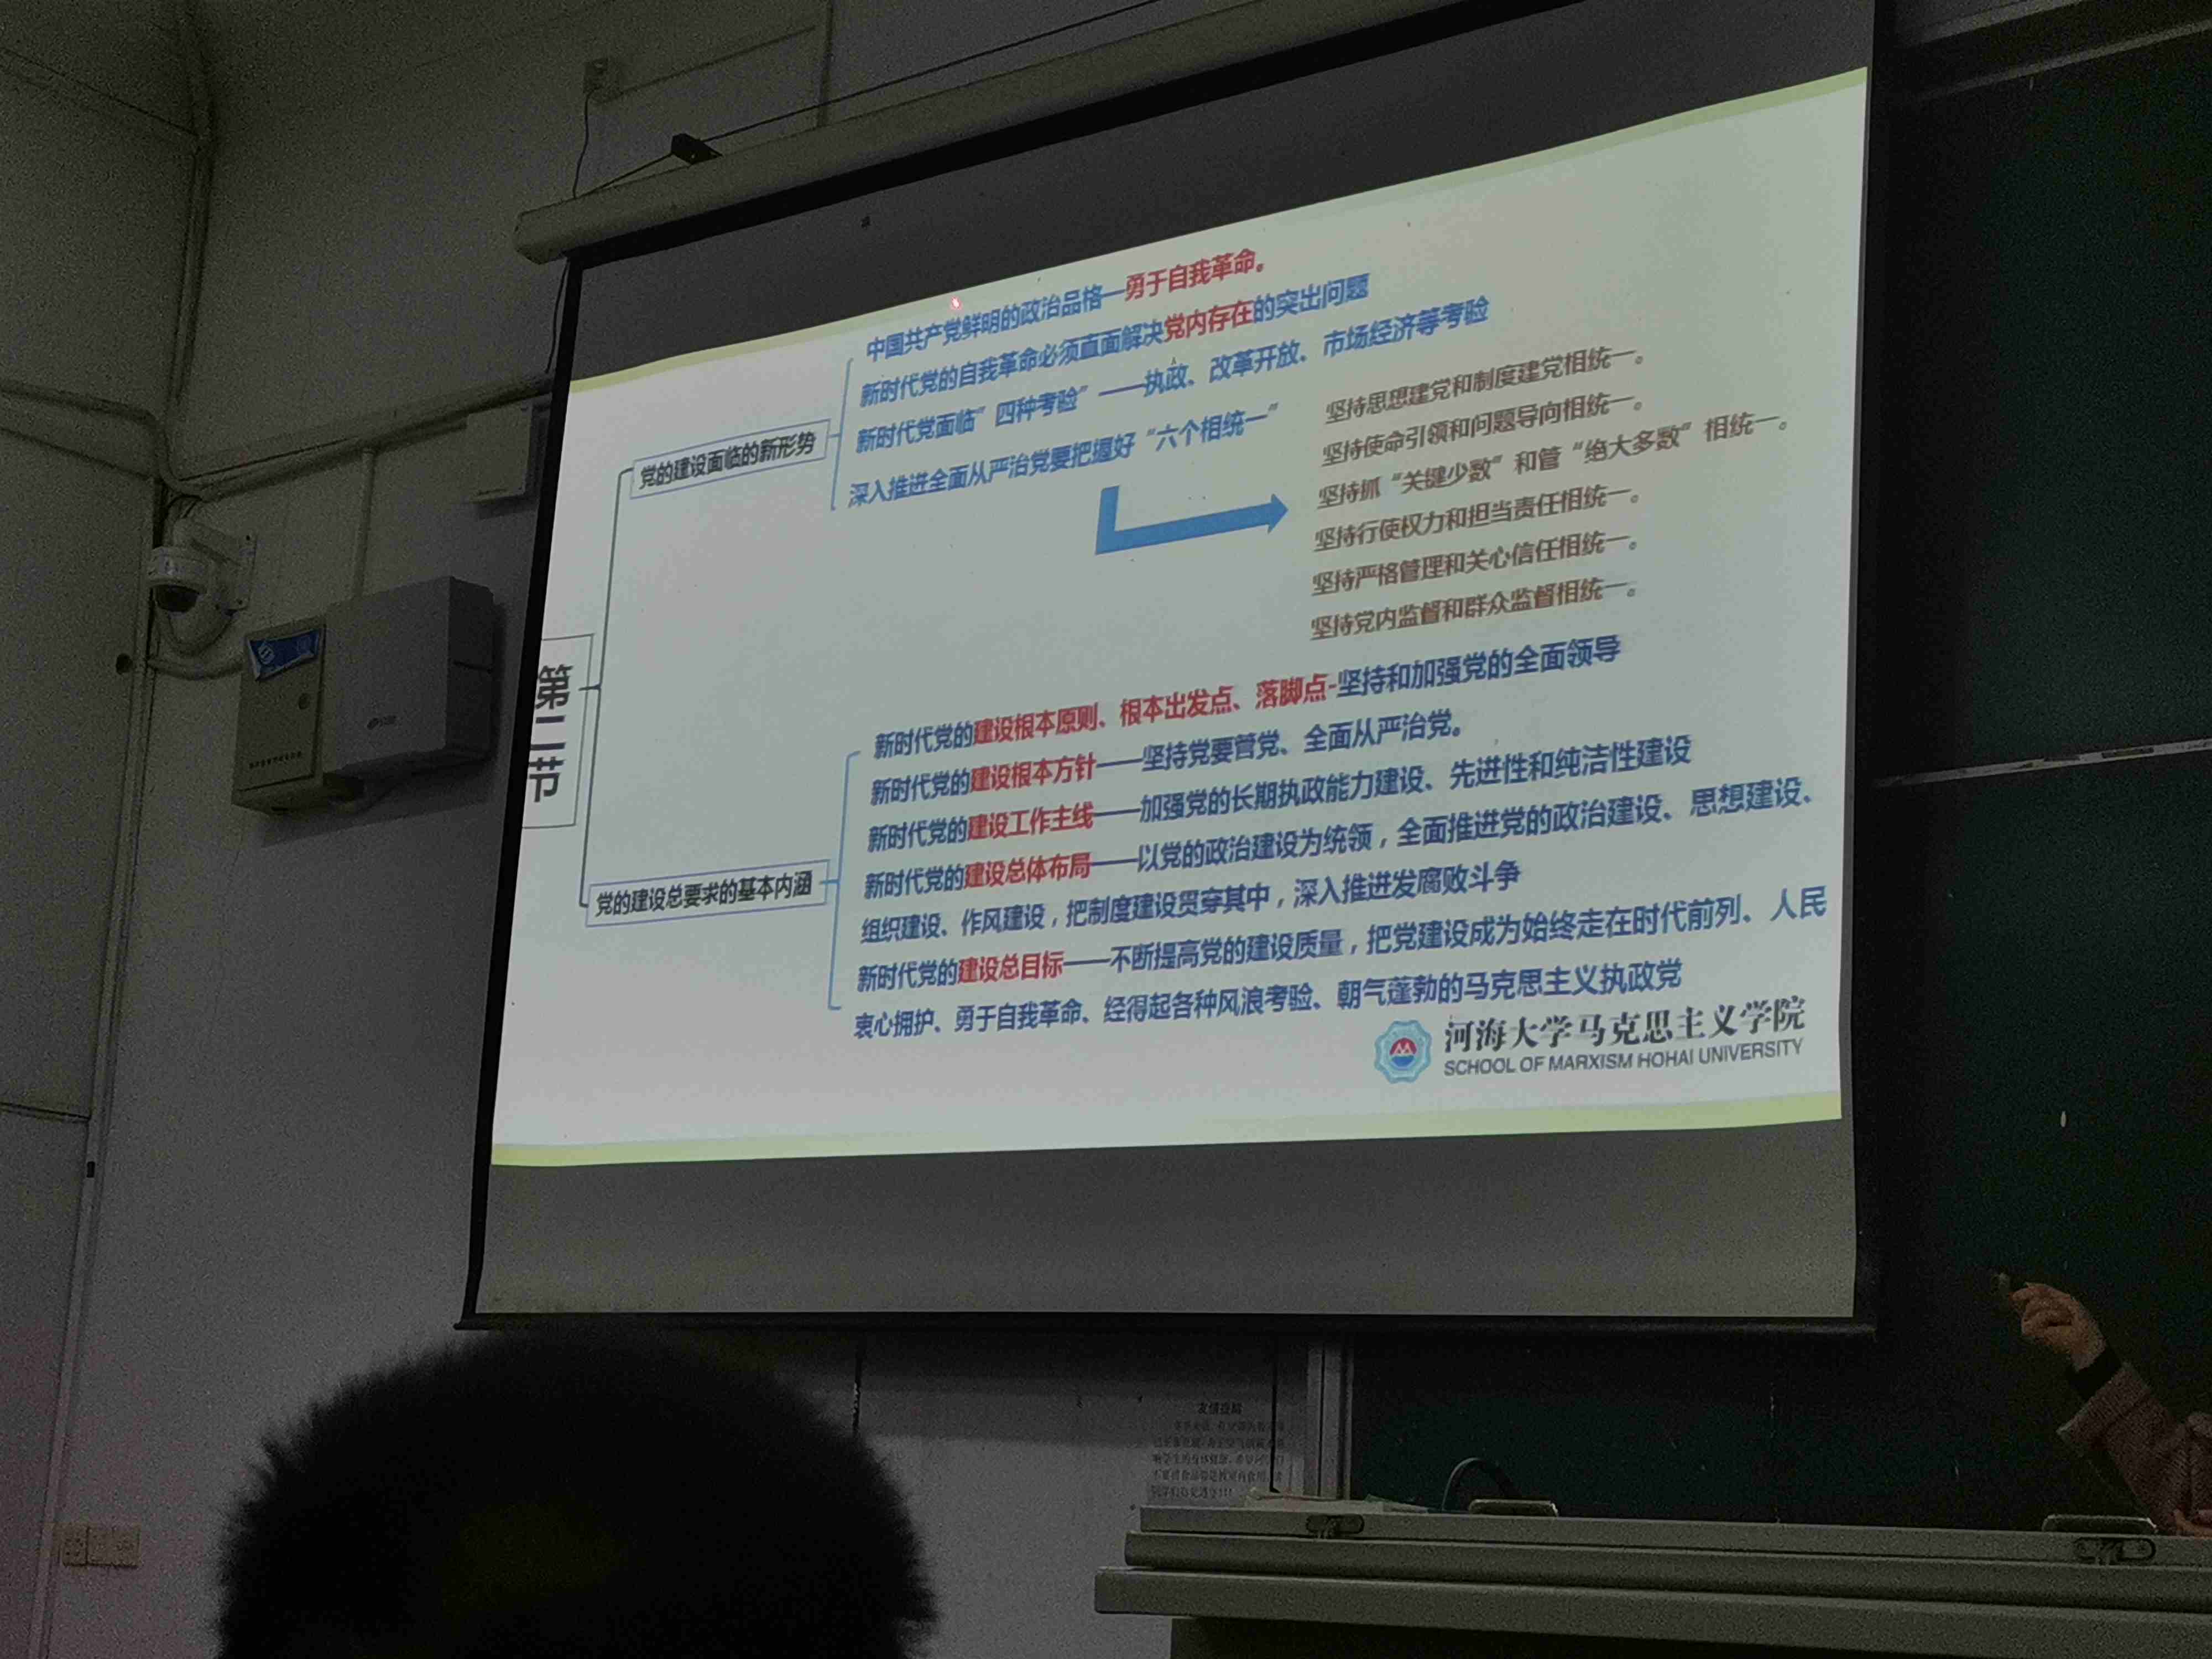 中国共产党鲜明的政治品格—勇于自我革命。
新时代党的自我革命必须直面解决党内存在的突出问题
新时代党面临“四种考验”——执政、改革开放、市场经济等考验
深入推进全面从严治党要把握好“六个相统一”
党的建设面临的新形势
坚持思想建党和制度建党相统一。
坚持使命引领和问题导向相统一。
坚持抓“关键少数”和管“绝大多数”相统一。
坚持行使权力和担当责任相统一。
坚持严格管理和关心信任相统一。
坚持党内监督和群众监督相统一。
第二节
新时代党的建设根本原则、根本出发点、落脚点-坚持和加强党的全面领导
新时代党的建设根本方针——坚持党要管党、全面从严治党。
新时代党的建设工作主线——加强党的长期执政能力建设、先进性和纯洁性建设
新时代党的建设总体布局——以党的政治建设为统领，全面推进党的政治建设、思想建设、
组织建设、作风建设，把制度建设贯穿其中，深入推进发腐败斗争
新时代党的建设总目标——不断提高党的建设质量，把党建设成为始终走在时代前列、人民
衷心拥护、勇于自我革命、经得起各种风浪考验、朝气蓬勃的马克思主义执政党
党的建设总要求的基本内涵
河海大学马克思主义学院
SCHOOL OF MARXISM HOHAI UNIVERSITY
友情提醒